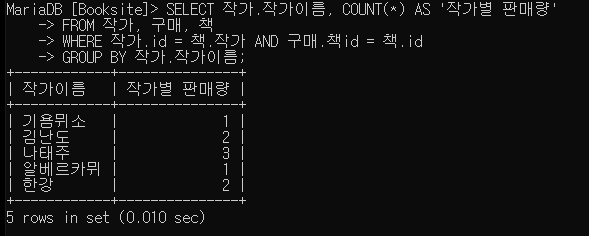 MariaDB [Booksite]> SELECT 작가.작가이름, COUNT(*) AS '작가별 판매량'
-> FROM 작가, 구매, 책
-> WHERE 작가.id = 책.작가 AND 구매.책id = 책.id
-> GROUP BY 작가.작가이름;
+------------+---------------+
| 작가이름 | 작가별 판매량 |
+------------+---------------+
| 기욤뮈소 | 1 |
| 김난도 | 2 |
| 나태주 | 3 |
| 알베르카뮈 | 1 |
| 한강 | 2 |
+------------+---------------+
5 rows in set (0.010 sec)